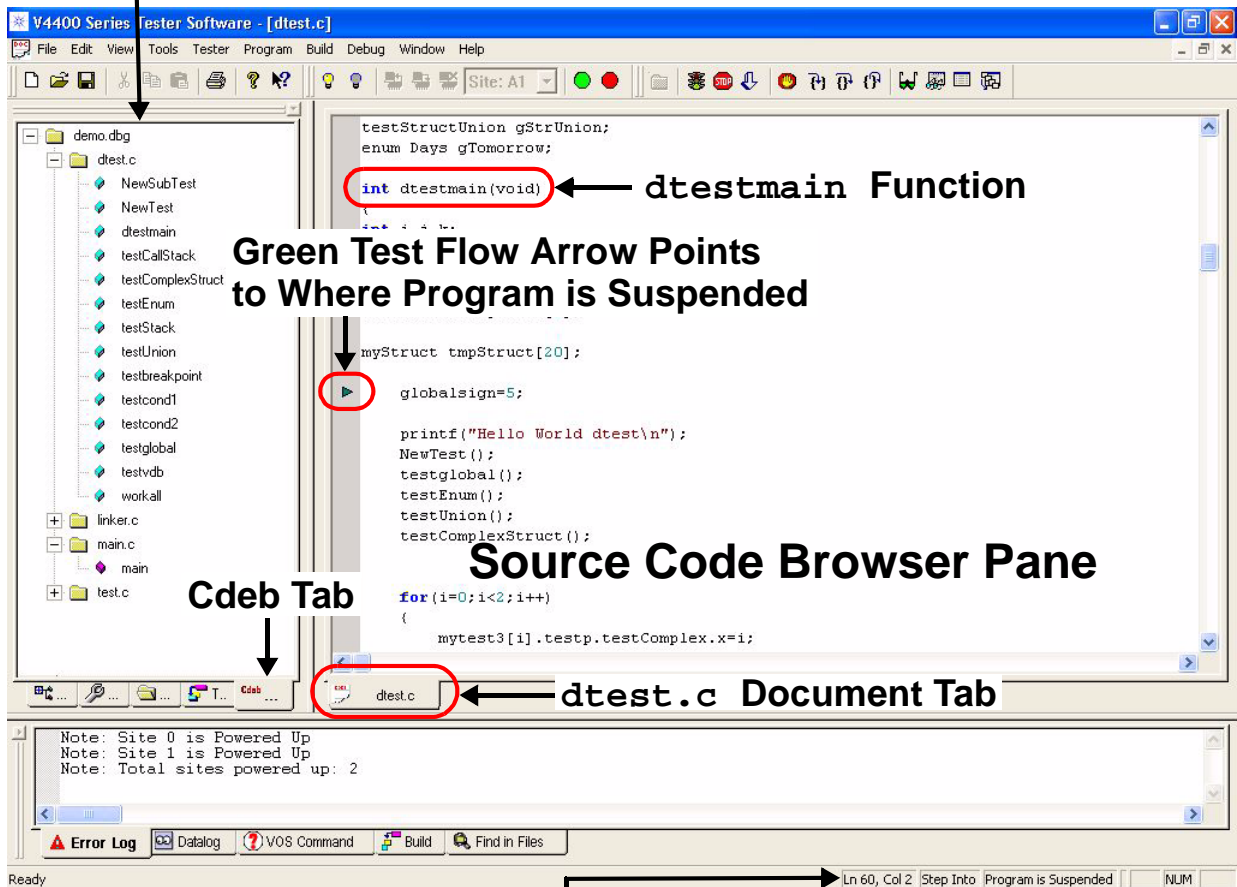 V4400 Series Tester Software - [dtest.c]
File Edit View Tools Tester Program Build Debug Window Help
Site: A1
STOP
demo.dbg
dtest.c
NewSubTest
NewTest
dtestmain
testCallStack
testComplexStruct
testEnum
testStack
testUnion
testbreakpoint
testcond1
testcond2
testglobal
testvdb
workall
linker.c
main.c
main
test.c
testStructUnion gStrUnion;
enum Days gTomorrow;
int dtestmain(void)
dtestmain Function
{
Green Test Flow Arrow Points
to Where Program is Suspended
myStruct tmpStruct[20];
globalsign=5;
printf("Hello World dtest\n");
NewTest();
testglobal();
testEnum();
testUnion();
testComplexStruct();
Source Code Browser Pane
Cdeb Tab
for(i=0;i<2;i++)
{
mytest3[i].testp.testComplex.x=i;
... ... ... T... Cdeb ...
dtest.c
dtest.c Document Tab
Note: Site 0 is Powered Up
Note: Site 1 is Powered Up
Note: Total sites powered up: 2
Error Log Datalog VOS Command Build Find in Files
Ready
Ln 60, Col 2 Step Into Program is Suspended NUM